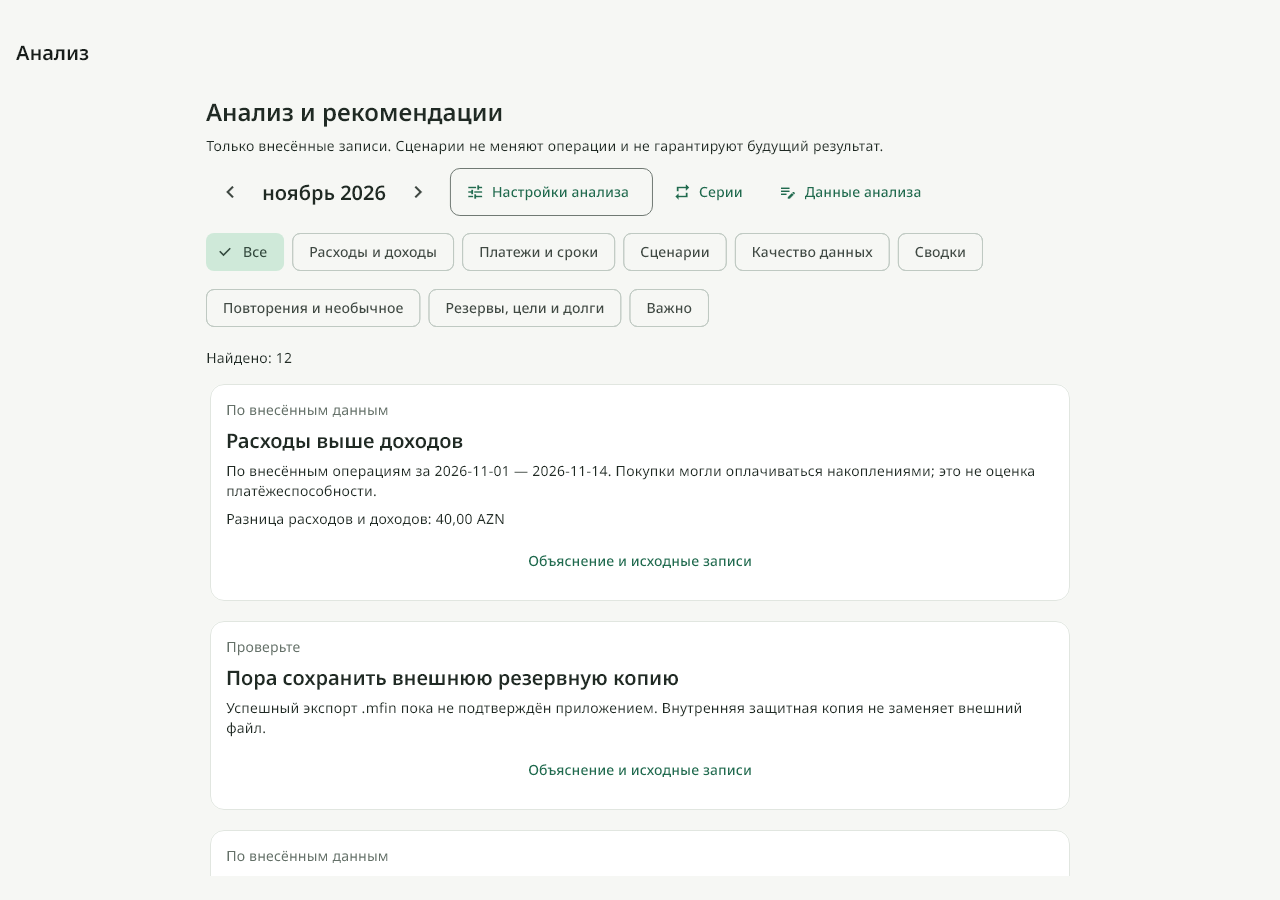 Анализ
Анализ и рекомендации
Только внесённые записи. Сценарии не меняют операции и не гарантируют будущий результат.
ноябрь 2026
Настройки анализа
Серии
Данные анализа
Все
Расходы и доходы
Платежи и сроки
Сценарии
Качество данных
Сводки
Повторения и необычное
Резервы, цели и долги
Важно
Найдено: 12
По внесённым данным
Расходы выше доходов
По внесённым операциям за 2026-11-01 — 2026-11-14. Покупки могли оплачиваться накоплениями; это не оценка
платёжеспособности.
Разница расходов и доходов: 40,00 AZN
Объяснение и исходные записи
Проверьте
Пора сохранить внешнюю резервную копию
Успешный экспорт .mfin пока не подтверждён приложением. Внутренняя защитная копия не заменяет внешний
файл.
Объяснение и исходные записи
По внесённым данным